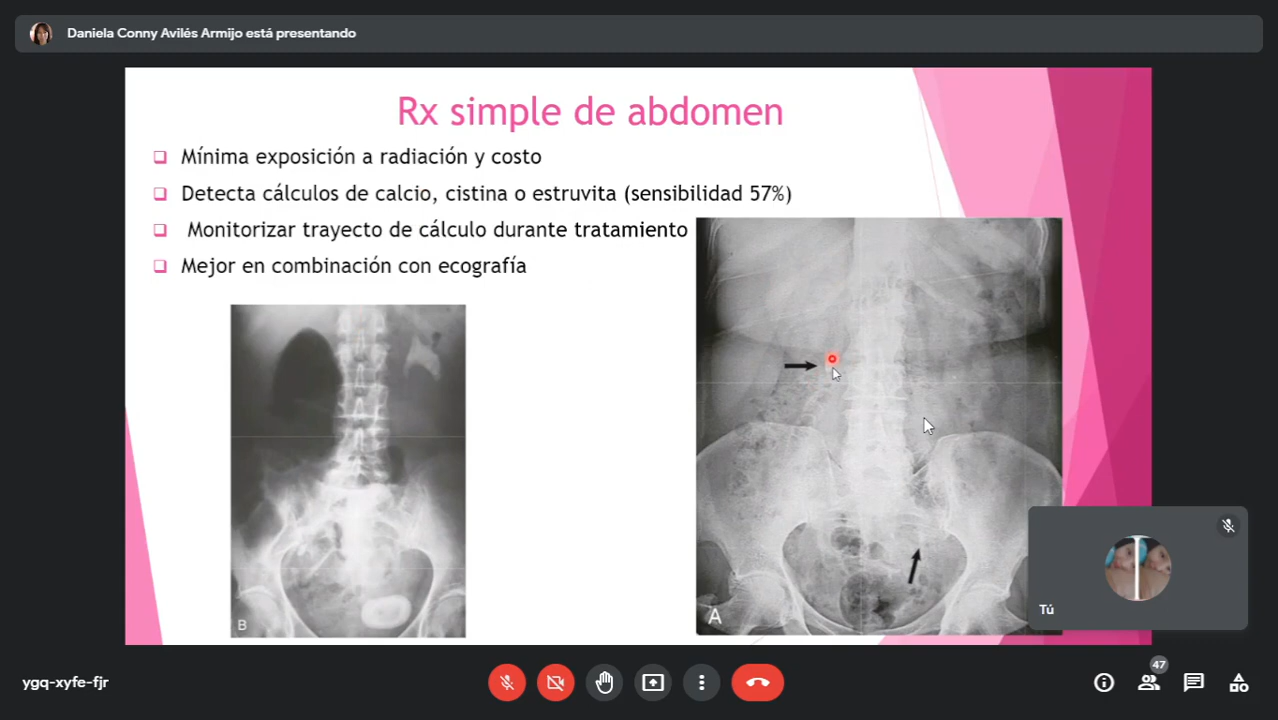 Daniela Conny Avilés Armijo está presentando
Rx simple de abdomen
Mínima exposición a radiación y costo
Detecta cálculos de calcio, cistina o estruvita (sensibilidad 57%)
Monitorizar trayecto de cálculo durante tratamiento
Mejor en combinación con ecografía
B
A
Tú
ygq-xyfe-fjr
47